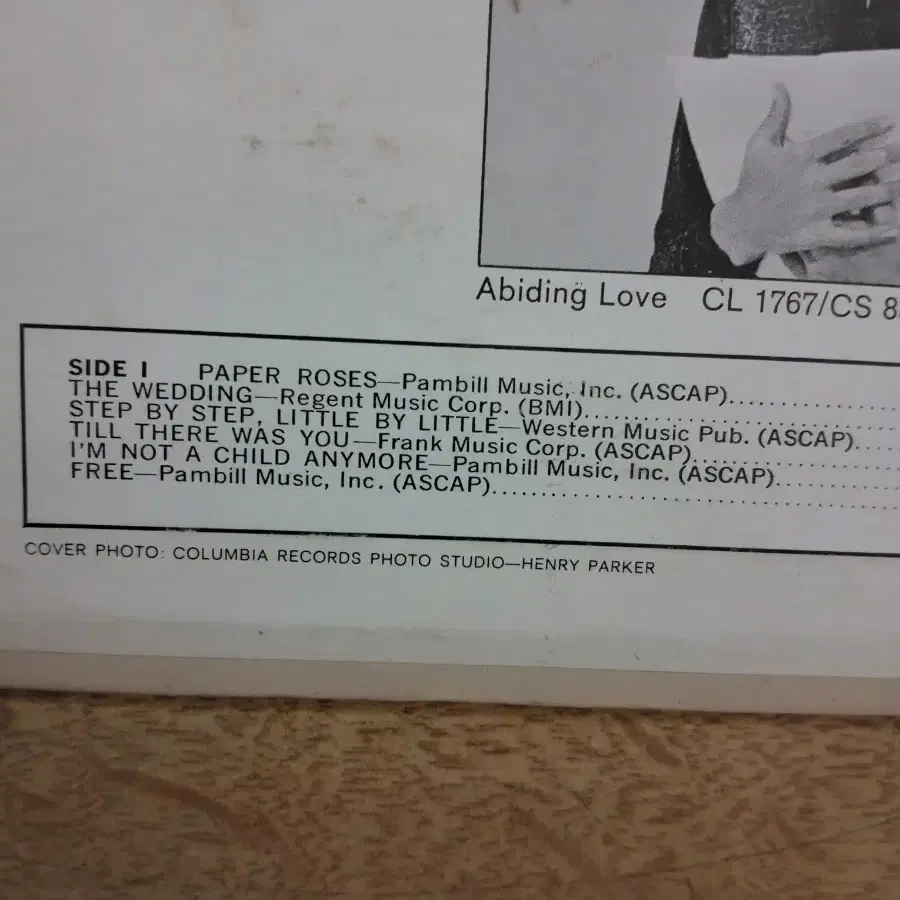 Abiding Love CL 1767/CS 8
SIDE I PAPER ROSES—Pambill Music, Inc. (ASCAP)..............
THE WEDDING—Regent Music Corp. (BMI)..............
STEP BY STEP, LITTLE BY LITTLE—Western Music Pub. (ASCAP).....
TILL THERE WAS YOU—Frank Music Corp. (ASCAP)..............
I'M NOT A CHILD ANYMORE—Pambill Music, Inc. (ASCAP)..............
FREE—Pambill Music, Inc. (ASCAP)..............
COVER PHOTO: COLUMBIA RECORDS PHOTO STUDIO—HENRY PARKER